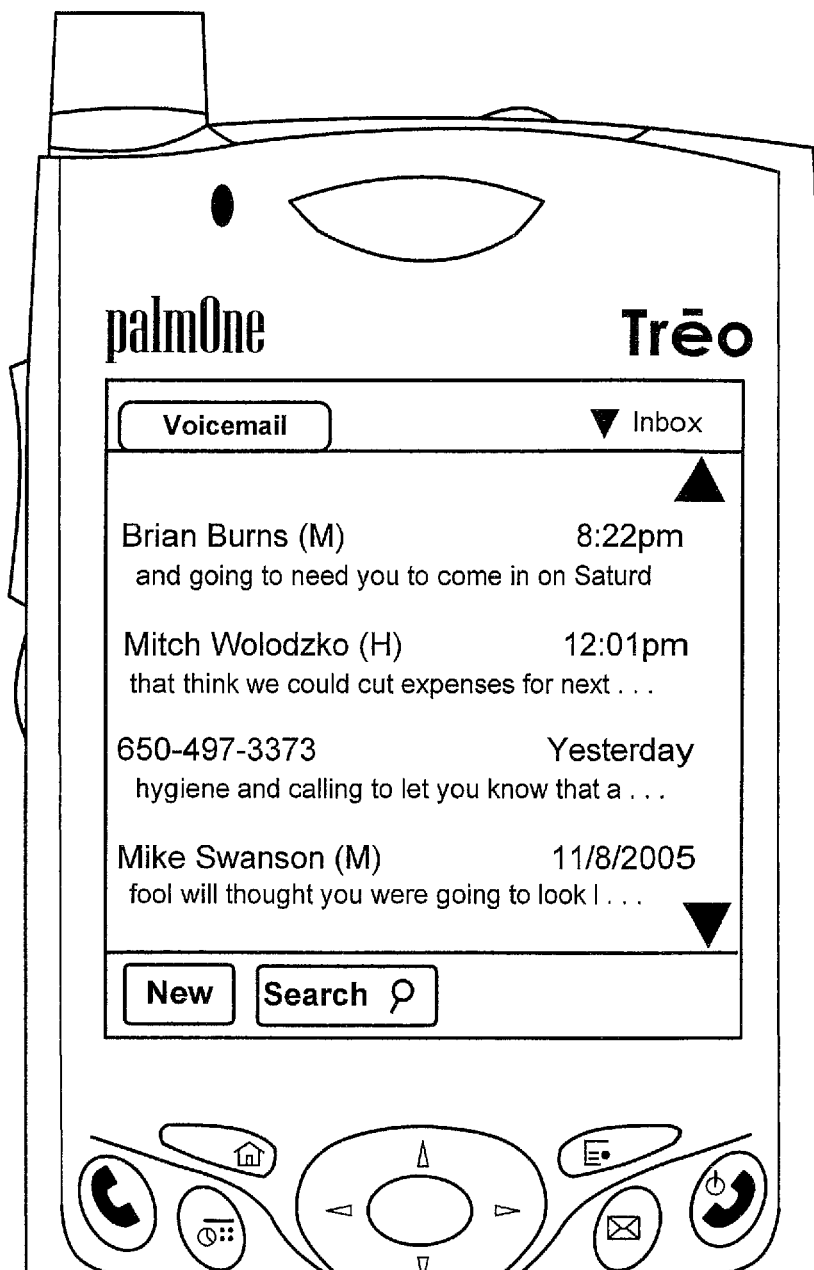 palmOne Trēo
Voicemail ▼ Inbox
Brian Burns (M) 8:22pm
and going to need you to come in on Saturd
Mitch Wolodzko (H) 12:01pm
that think we could cut expenses for next . . .
650-497-3373 Yesterday
hygiene and calling to let you know that a . . .
Mike Swanson (M) 11/8/2005
fool will thought you were going to look l . . .
New Search